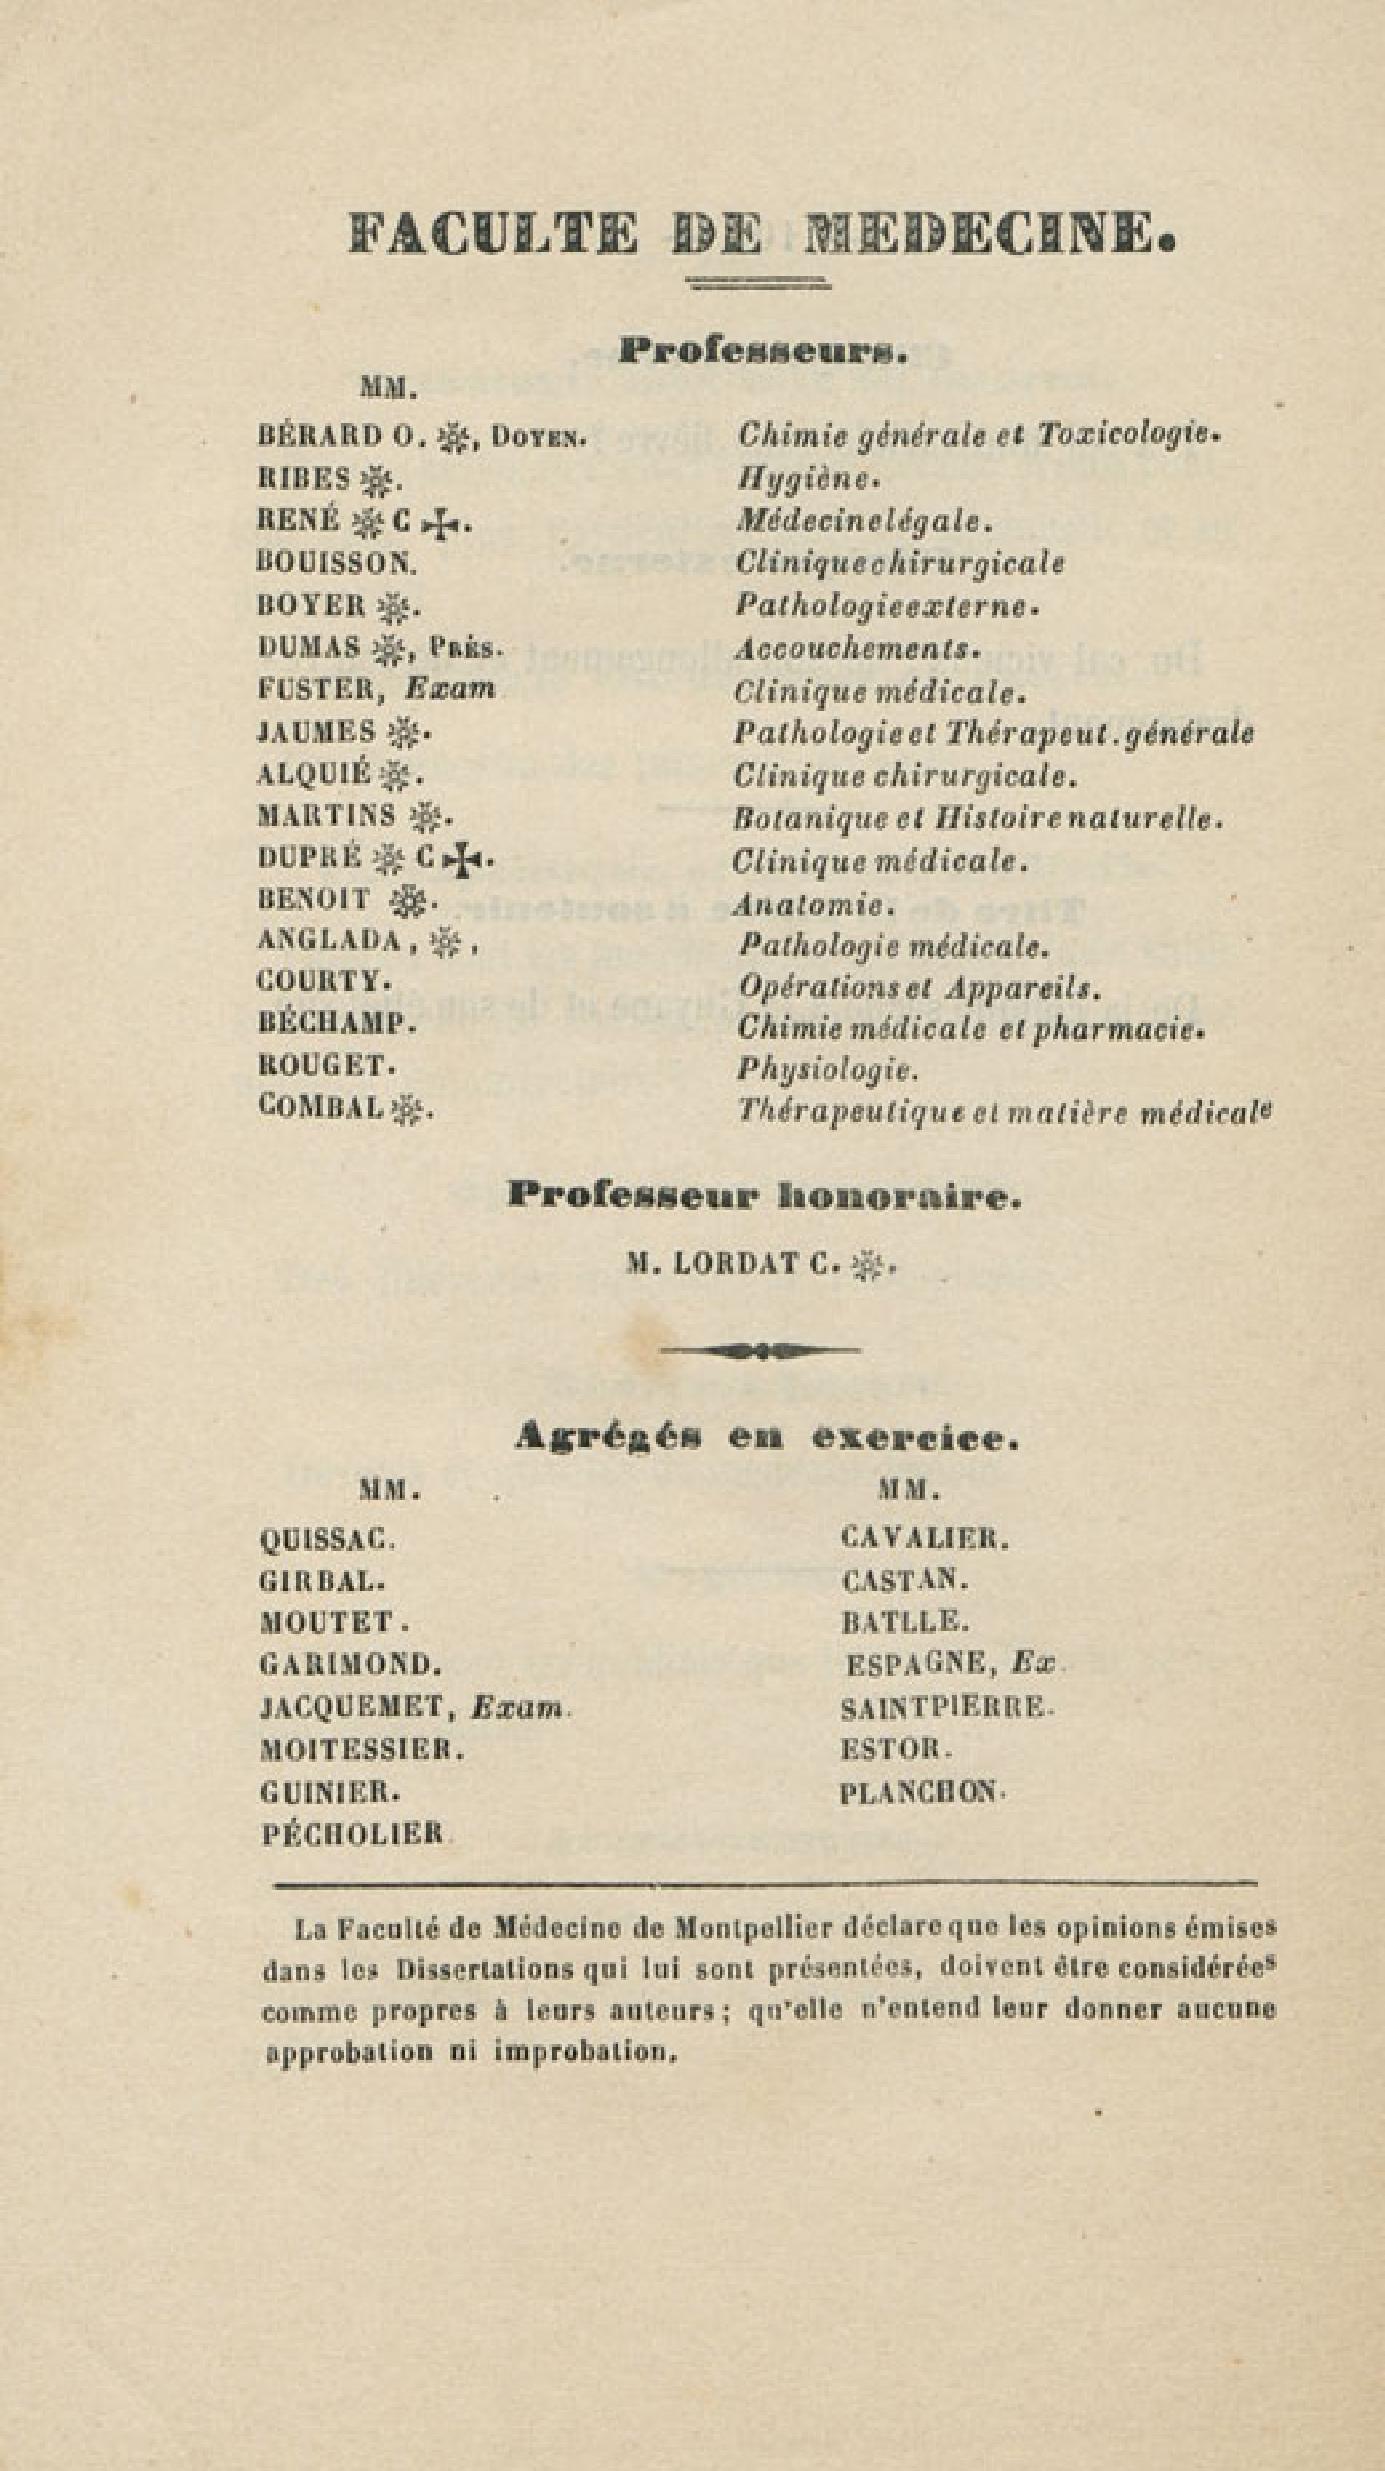 FACULTE DE MEDECINE.
Professeurs.
MM.
BÉRARD O. ❋, DOYEN. Chimie générale et Toxicologie.
RIBES ❋. Hygiène.
RENÉ ❋ C ✠. Médecinelégale.
BOUISSON. Cliniquechirurgicale
BOYER ❋. Pathologieexterne.
DUMAS ❋, PRÉS. Accouchements.
FUSTER, Exam Clinique médicale.
JAUMES ❋. Pathologie et Thérapeut. générale
ALQUIÉ ❋. Clinique chirurgicale.
MARTINS ❋. Botanique et Histoire naturelle.
DUPRÉ ❋ C ✠. Clinique médicale.
BENOIT ❋. Anatomie.
ANGLADA, ❋, Pathologie médicale.
COURTY. Opérations et Appareils.
BÉCHAMP. Chimie médicale et pharmacie.
ROUGET. Physiologie.
COMBAL ❋. Thérapeutique et matière médicale
Professeur honoraire.
M. LORDAT C. ❋.
Agrégés en exercice.
MM. MM.
QUISSAC. CAVALIER.
GIRBAL. CASTAN.
MOUTET. BATLLE.
GARIMOND. ESPAGNE, Ex.
JACQUEMET, Exam. SAINTPIERRE.
MOITESSIER. ESTOR.
GUINIER. PLANCHON.
PÉCHOLIER
La Faculté de Médecine de Montpellier déclare que les opinions émises
dans les Dissertations qui lui sont présentées, doivent être considérées
comme propres à leurs auteurs; qu'elle n'entend leur donner aucune
approbation ni improbation.